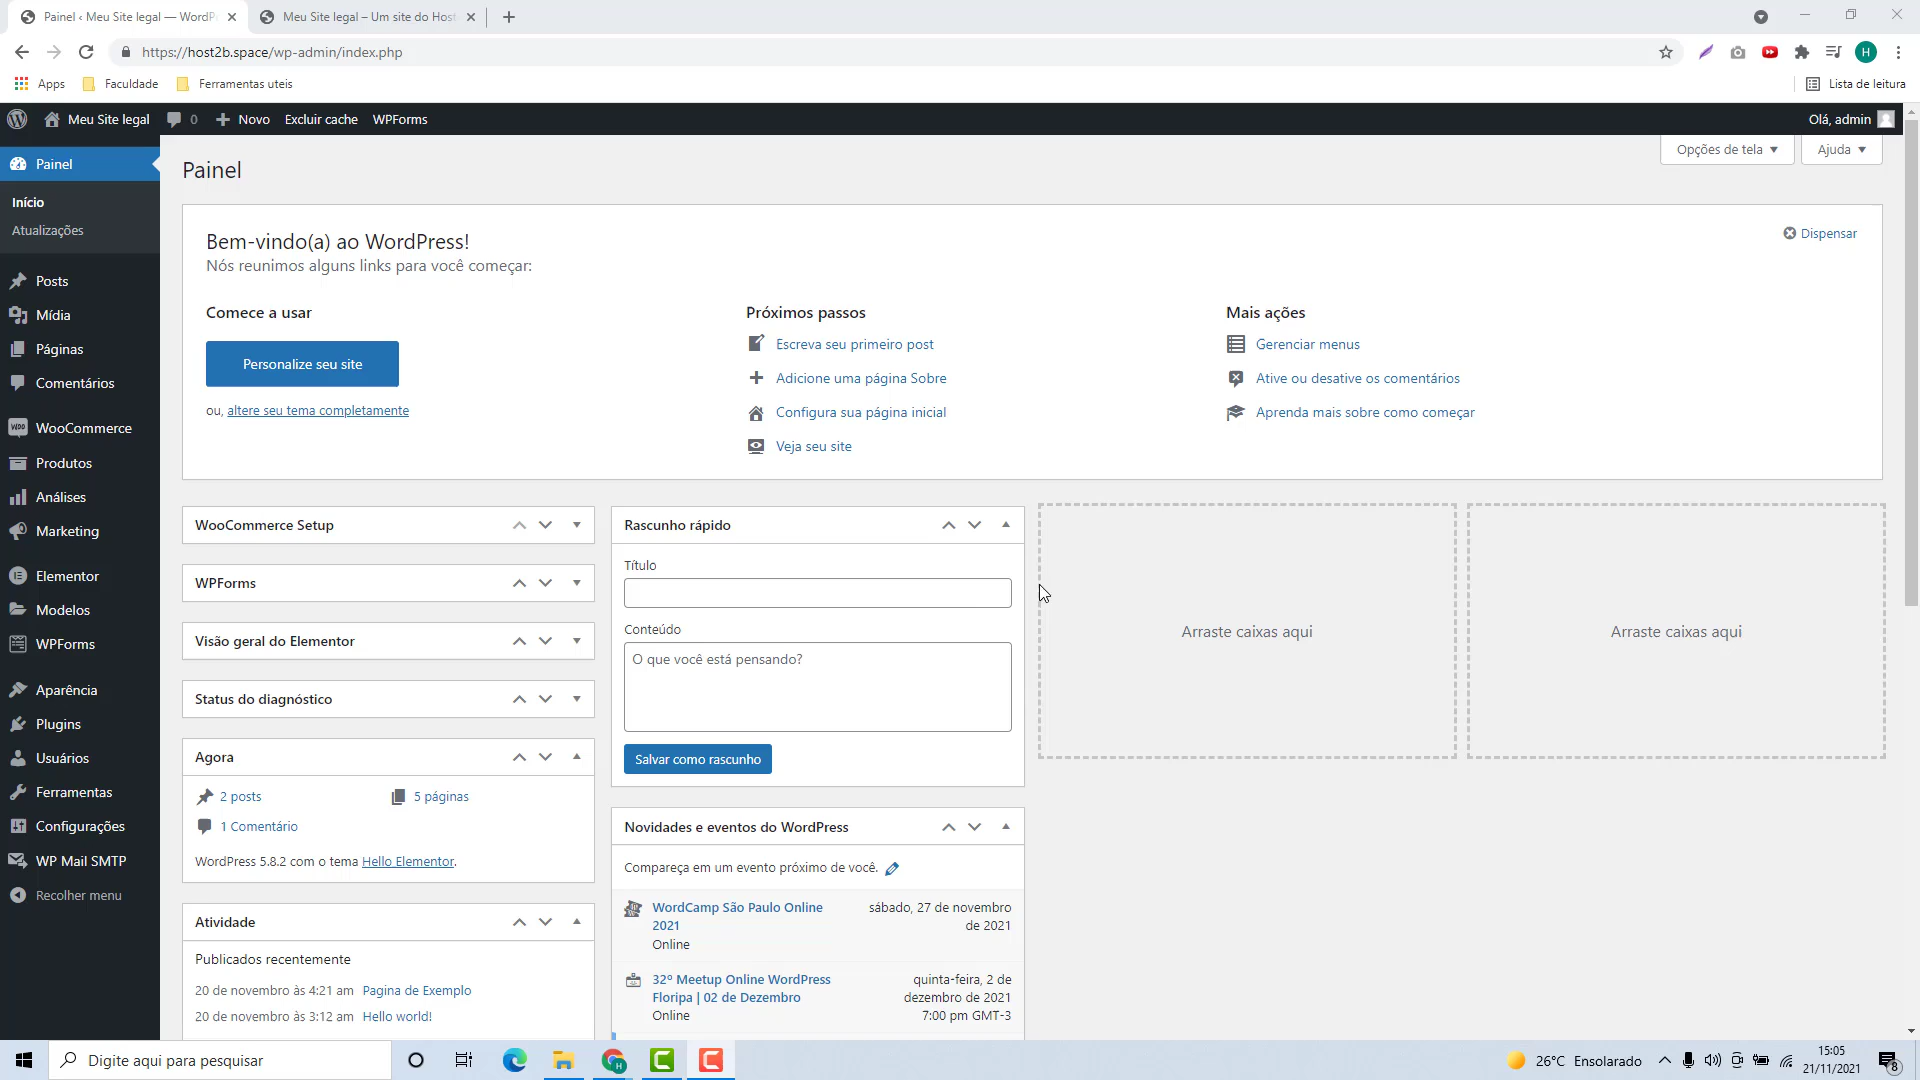 Painel ‹ Meu Site legal — WordP
Meu Site legal – Um site do Host
https://host2b.space/wp-admin/index.php
H
Apps
Faculdade
Ferramentas uteis
Lista de leitura
Meu Site legal
0
Novo
Excluir cache
WPForms
Olá, admin
Painel
Início
Atualizações
Posts
Mídia
Páginas
Comentários
WooCommerce
Produtos
Análises
Marketing
Elementor
Modelos
WPForms
Aparência
Plugins
Usuários
Ferramentas
Configurações
WP Mail SMTP
Recolher menu
Painel
Opções de tela
Ajuda
Bem-vindo(a) ao WordPress!
Nós reunimos alguns links para você começar:
Dispensar
Comece a usar
Personalize seu site
ou, altere seu tema completamente
Próximos passos
Escreva seu primeiro post
Adicione uma página Sobre
Configura sua página inicial
Veja seu site
Mais ações
Gerenciar menus
Ative ou desative os comentários
Aprenda mais sobre como começar
WooCommerce Setup
WPForms
Visão geral do Elementor
Status do diagnóstico
Agora
2 posts
5 páginas
1 Comentário
WordPress 5.8.2 com o tema Hello Elementor.
Atividade
Publicados recentemente
20 de novembro às 4:21 am Pagina de Exemplo
20 de novembro às 3:12 am Hello world!
Rascunho rápido
Título
Conteúdo
O que você está pensando?
Salvar como rascunho
Novidades e eventos do WordPress
Compareça em um evento próximo de você.
WordCamp São Paulo Online
2021
Online
sábado, 27 de novembro
de 2021
32º Meetup Online WordPress
Floripa | 02 de Dezembro
Online
quinta-feira, 2 de
dezembro de 2021
7:00 pm GMT-3
Arraste caixas aqui
Arraste caixas aqui
Digite aqui para pesquisar
26°C Ensolarado
15:05
21/11/2021
8